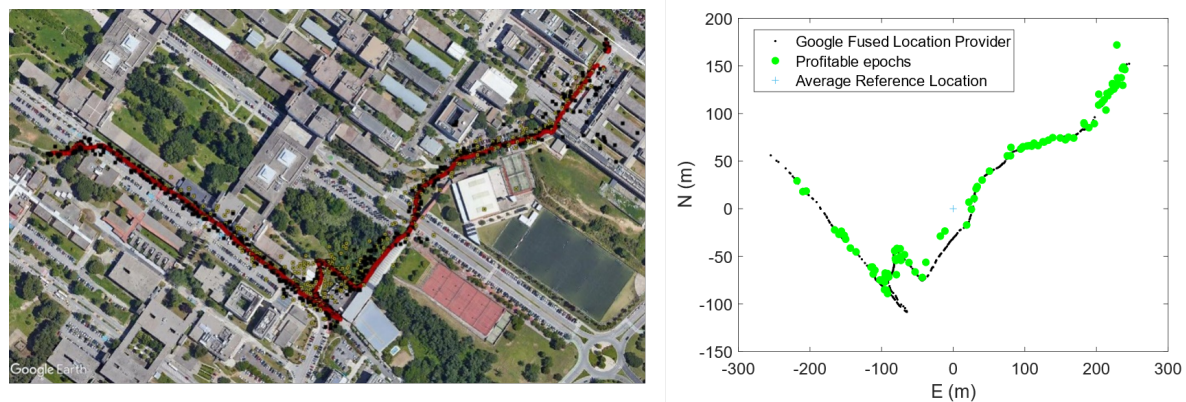 Google Earth
200
150
100
50
0
-50
-100
-150
N (m)
Google Fused Location Provider
Profitable epochs
Average Reference Location
-300 -200 -100 0 100 200 300
E (m)